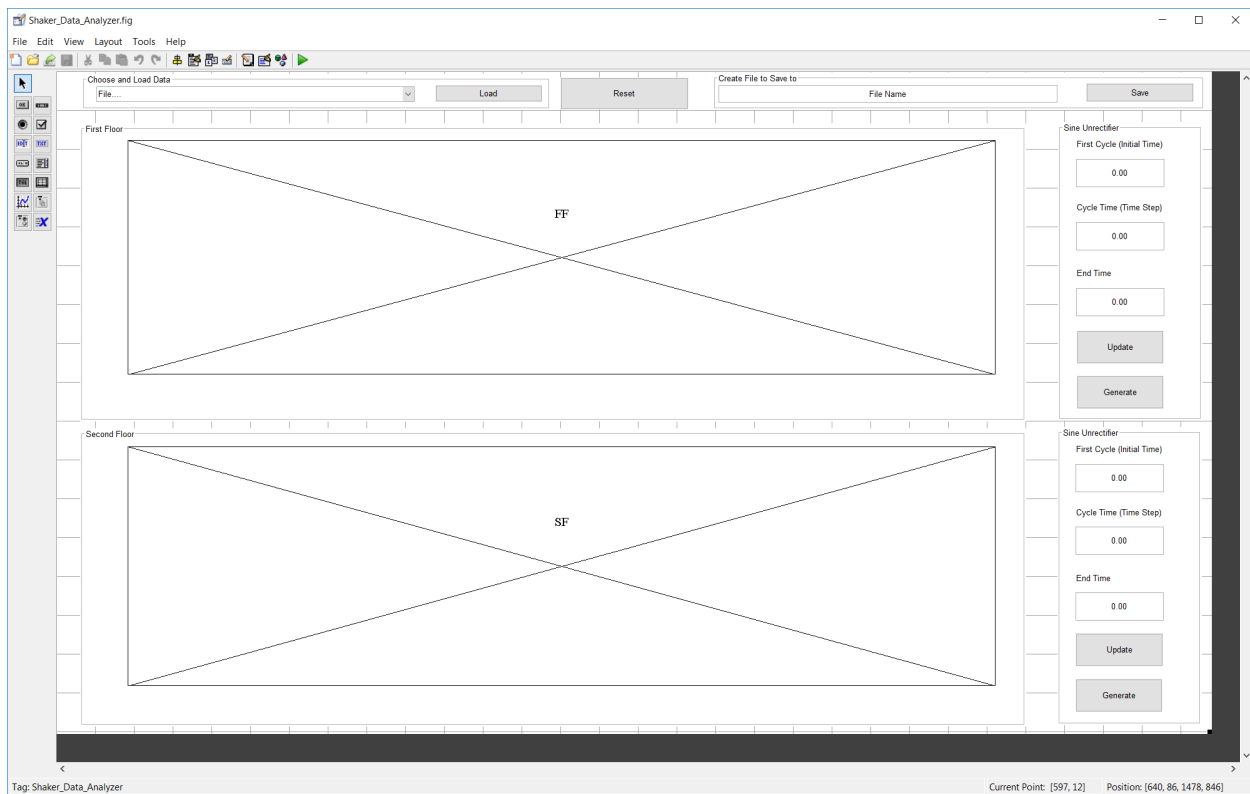 Shaker_Data_Analyzer.fig
File Edit View Layout Tools Help
Choose and Load Data
File....
Load
Reset
Create File to Save to
File Name
Save
First Floor
FF
Sine Unrectifier
First Cycle (Initial Time)
0.00
Cycle Time (Time Step)
0.00
End Time
0.00
Update
Generate
Second Floor
SF
Sine Unrectifier
First Cycle (Initial Time)
0.00
Cycle Time (Time Step)
0.00
End Time
0.00
Update
Generate
Tag: Shaker_Data_Analyzer
Current Point: [597, 12]
Position: [640, 86, 1478, 846]